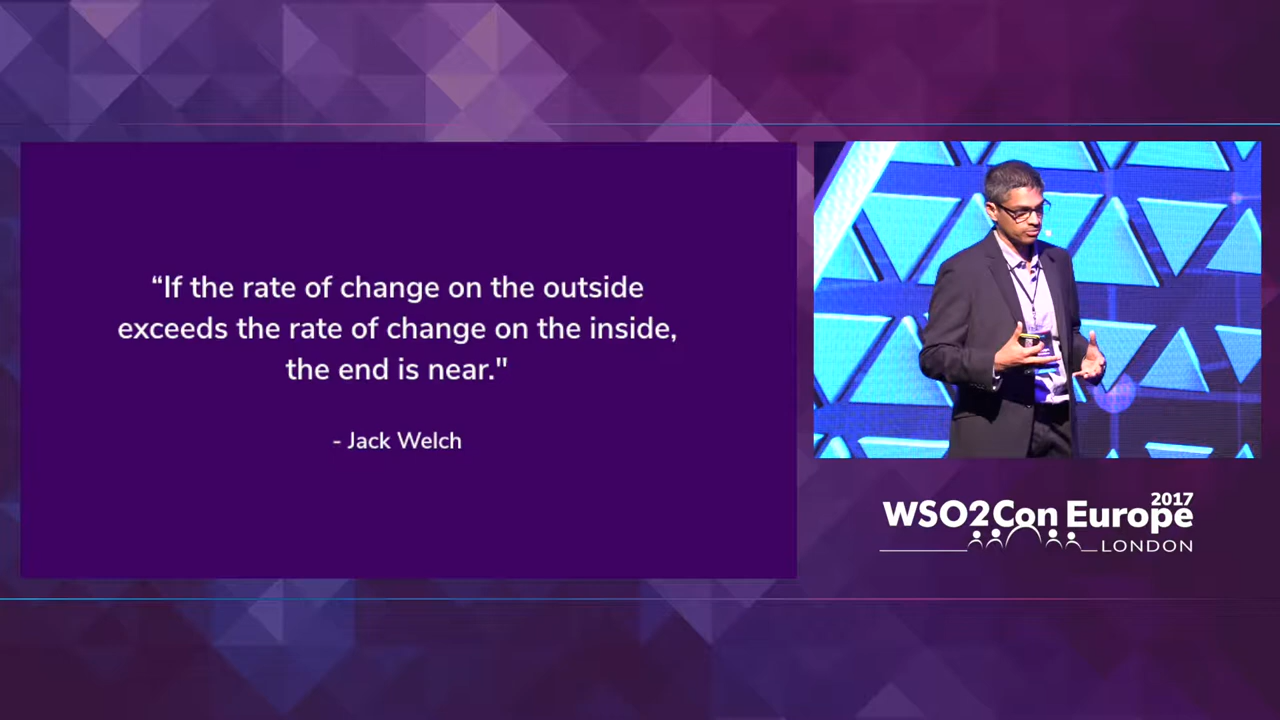 “If the rate of change on the outside
exceeds the rate of change on the inside,
the end is near."
- Jack Welch
2017
WSO2Con Europe
LONDON